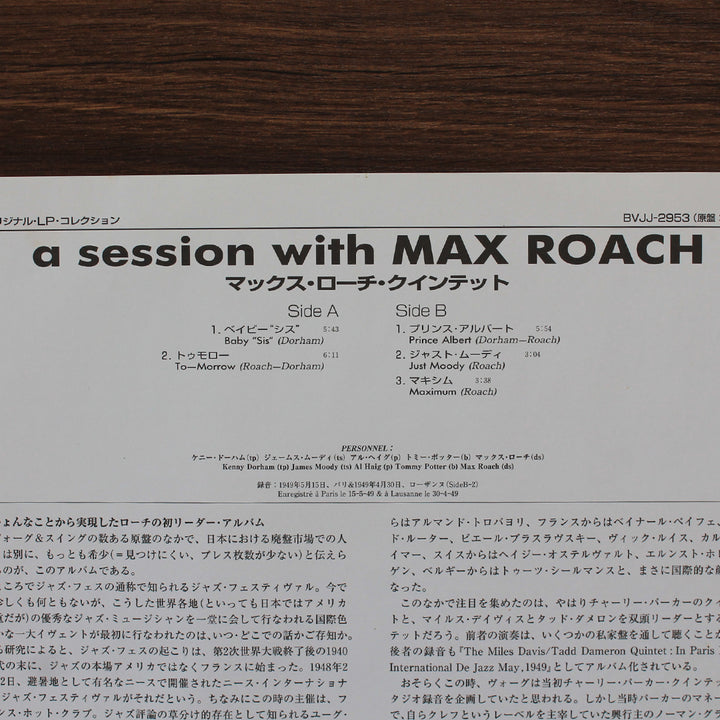 リジナル・LP・コレクション
BVJJ-2953 (原盤
a session with MAX ROACH
マックス・ローチ・クインテット
Side A
1. ベイビー“シス” 5:43
Baby "Sis" (Dorham)
2. トゥモロー 6:11
To—Morrow (Roach—Dorham)
Side B
1. プリンス・アルバート 5:54
Prince Albert (Dorham—Roach)
2. ジャスト・ムーディ 3:04
Just Moody (Roach)
3. マキシム 3:38
Maximum (Roach)
PERSONNEL :
ケニー・ドーハム(tp) ジェームス・ムーディ(ts) アル・ヘイグ(p) トミー・ポッター(b) マックス・ローチ(ds)
Kenny Dorham (tp) James Moody (ts) Al Haig (p) Tommy Potter (b) Max Roach (ds)
録音：1949年5月15日、パリ&1949年4月30日、ローザンヌ(SideB-2)
Enregistré à Paris le 15-5-49 & à Lausanne le 30-4-49
ょんなことから実現したローチの初リーダー・アルバム
ォーグ＆スイングの数ある原盤のなかで、日本における廃盤市場での人
は別に、もっとも希少(＝見つけにくい、プレス枚数が少ない)と伝えら
ものが、このアルバムである。
ころでジャズ・フェスの通称で知られるジャズ・フェスティヴァル。今で
しくも何ともないが、こうした世界各地(といっても日本ではアメリカ
重だが)の優秀なジャズ・ミュージシャンを一堂に会して行なわれる国際色
かな一大イヴェントが最初に行なわれたのは、いつ・どこでの話かご存知か。
る研究によると、ジャズ・フェスの起こりは、第2次世界大戦終了後の1940
代の末に、ジャズの本場アメリカではなくフランスに始まった。1948年2
2日、避暑地として有名なニースで開催されたニース・インターナショナ
ジャズ・フェスティヴァルがそれだという。ちなみにこの時の主催は、フ
ンス・ホット・クラブ。ジャズ評論の草分け的存在として知られるユーグ・
らはアルマンド・トロバヨリ、フランスからはベイナール・ペイフェ
ド・ルーター、ピエール・ブラスラヴスキー、ヴィック・ルイス、カル
イマー、スイスからはヘイジー・オステルヴァルト、エルンスト・ホレ
ゲン、ベルギーからはトゥーツ・シールマンスと、まさに国際的な
なった。
このなかで注目を集めたのは、やはりチャーリー・パーカーのクイ
トと、マイルス・デイヴィスとタッド・ダメロンを双頭リーダーとする
テットだろう。前者の演奏は、いくつかの私家盤を通して聴くことが
後者の録音も『The Miles Davis/Tadd Dameron Quintet : In Paris
International De Jazz May, 1949』としてアルバム化されている。
おそらくこの時、ヴォーグは当初チャーリー・パーカー・クインテ
タジオ録音を企画していたと思われる。しかし当時パーカーのマネー
で、自らクレフというレーベルを主宰していた興行主のノーマン・グ